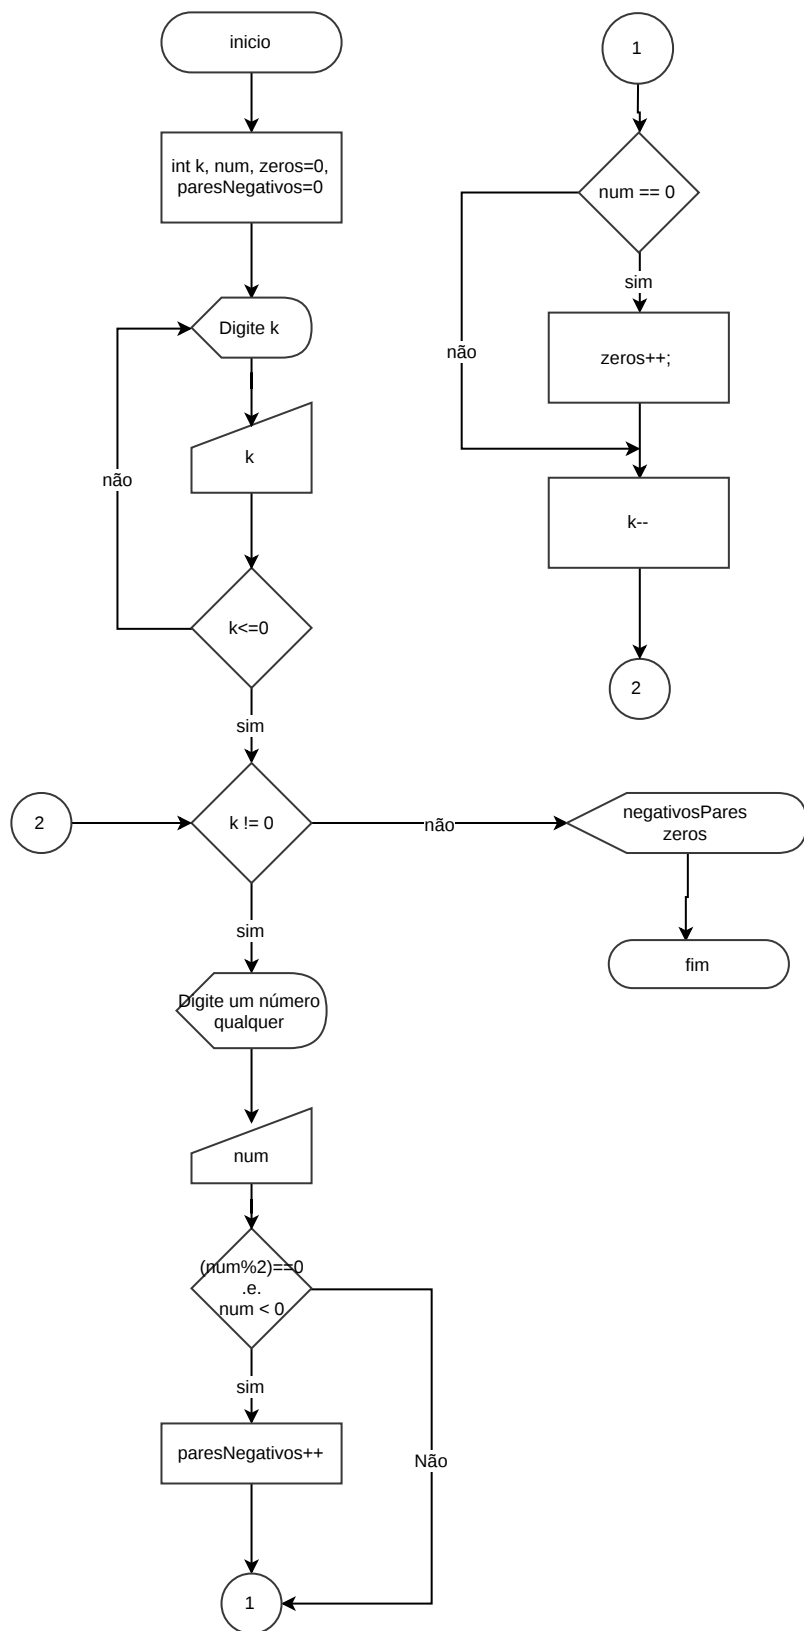 inicio
int k, num, zeros=0,
paresNegativos=0
Digite k
k
não
k<=0
sim
2
k != 0
não
negativosPares
zeros
fim
sim
Digite um número
qualquer
num
(num%2)==0
.e.
num < 0
sim
paresNegativos++
Não
1
1
num == 0
sim
não
zeros++;
k--
2